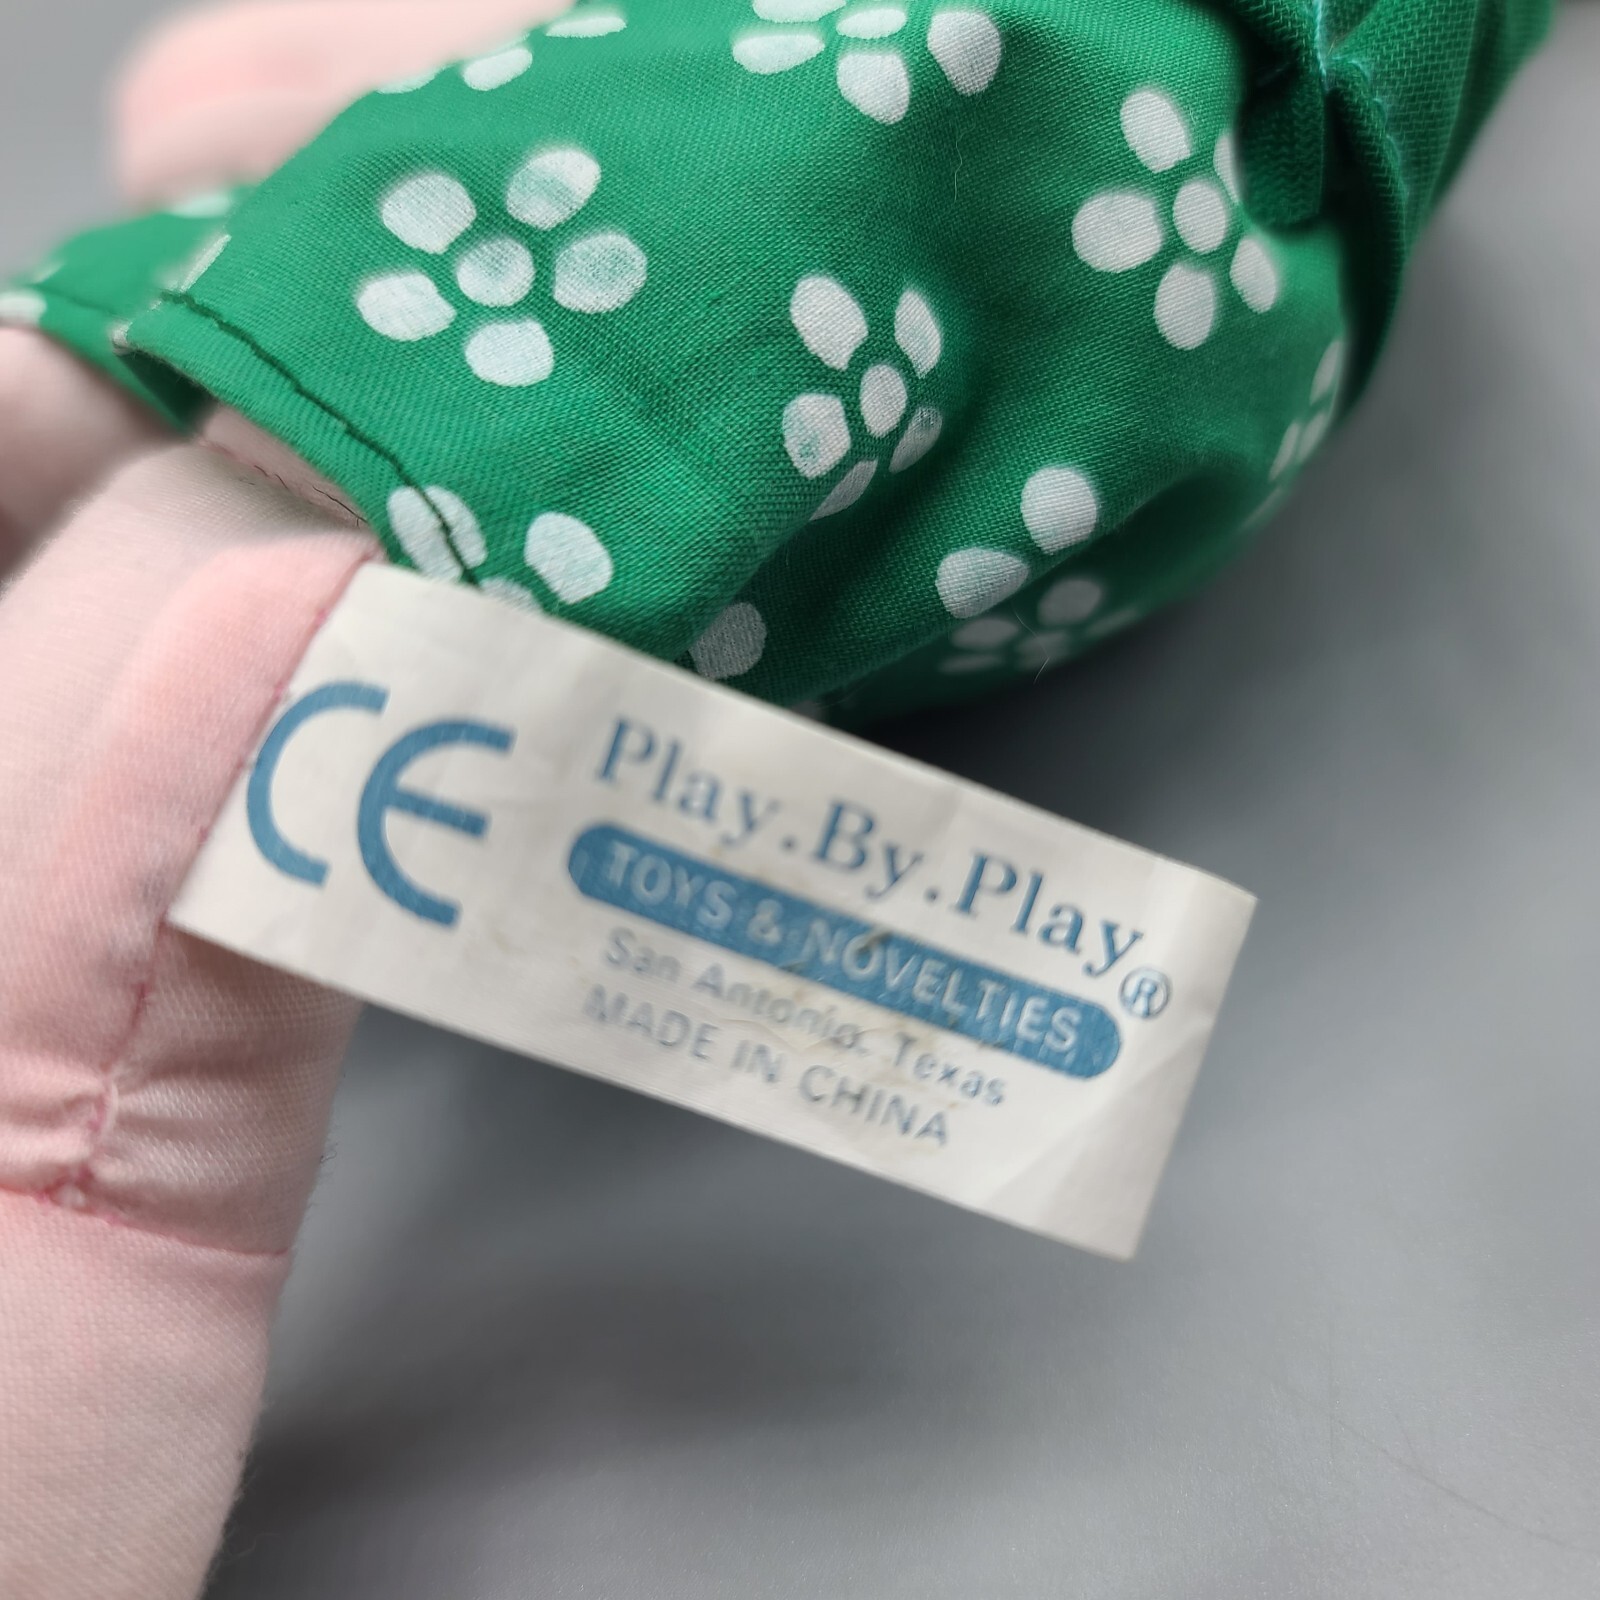 CE
Play.By.Play®
TOYS & NOVELTIES
San Antonio, Texas
MADE IN CHINA